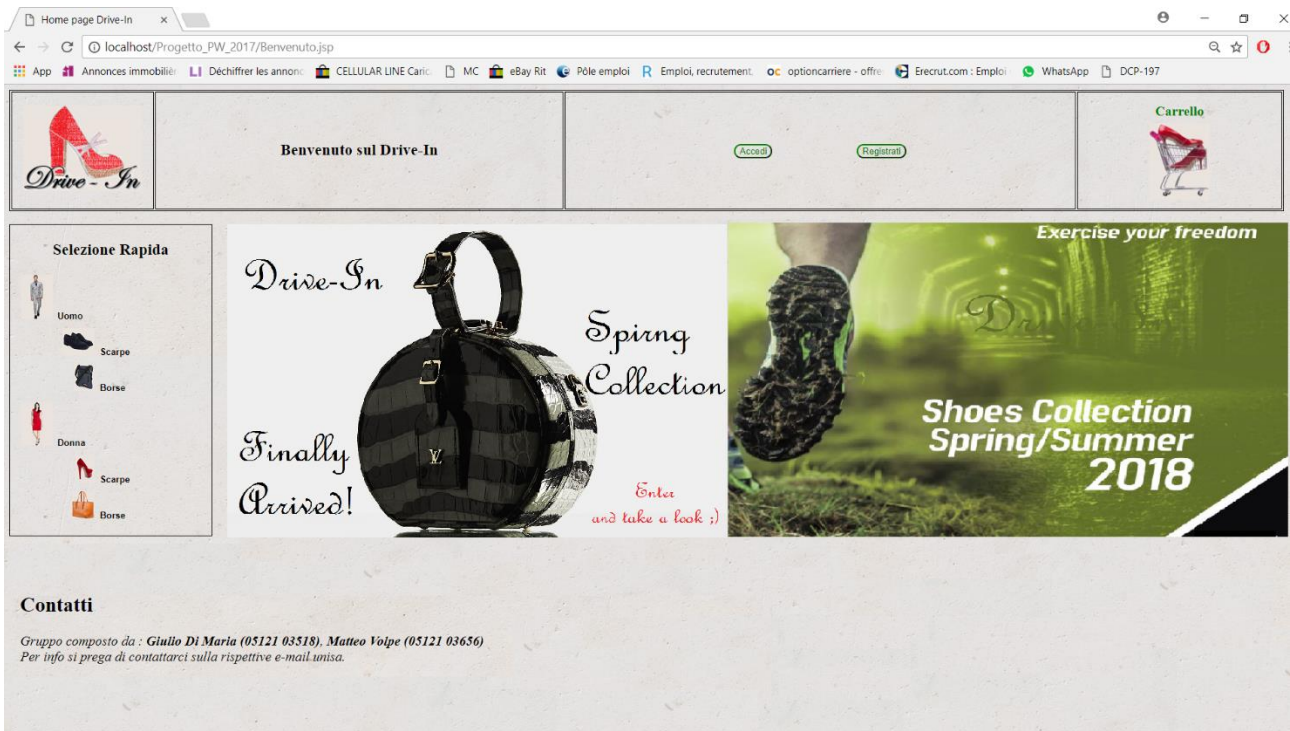 Home page Drive-In
localhost/Progetto_PW_2017/Benvenuto.jsp
App Annonces immobilièr Déchiffrer les annonc CELLULAR LINE Caric MC eBay Rit Pôle emploi Emploi, recrutement, optioncarriere - offre Erecrut.com : Emploi WhatsApp DCP-197
Drive - In
Benvenuto sul Drive-In
Accedi
Registrati
Carrello
Selezione Rapida
Uomo
Scarpe
Borse
Donna
Scarpe
Borse
Drive-In
Spirng
Collection
Finally
Arrived!
Enter
and take a look ;)
Exercise your freedom
Drive-In
Shoes Collection
Spring/Summer
2018
Contatti
Gruppo composto da : Giulio Di Maria (05121 03518), Matteo Volpe (05121 03656)
Per info si prega di contattarci sulla rispettive e-mail unisa.